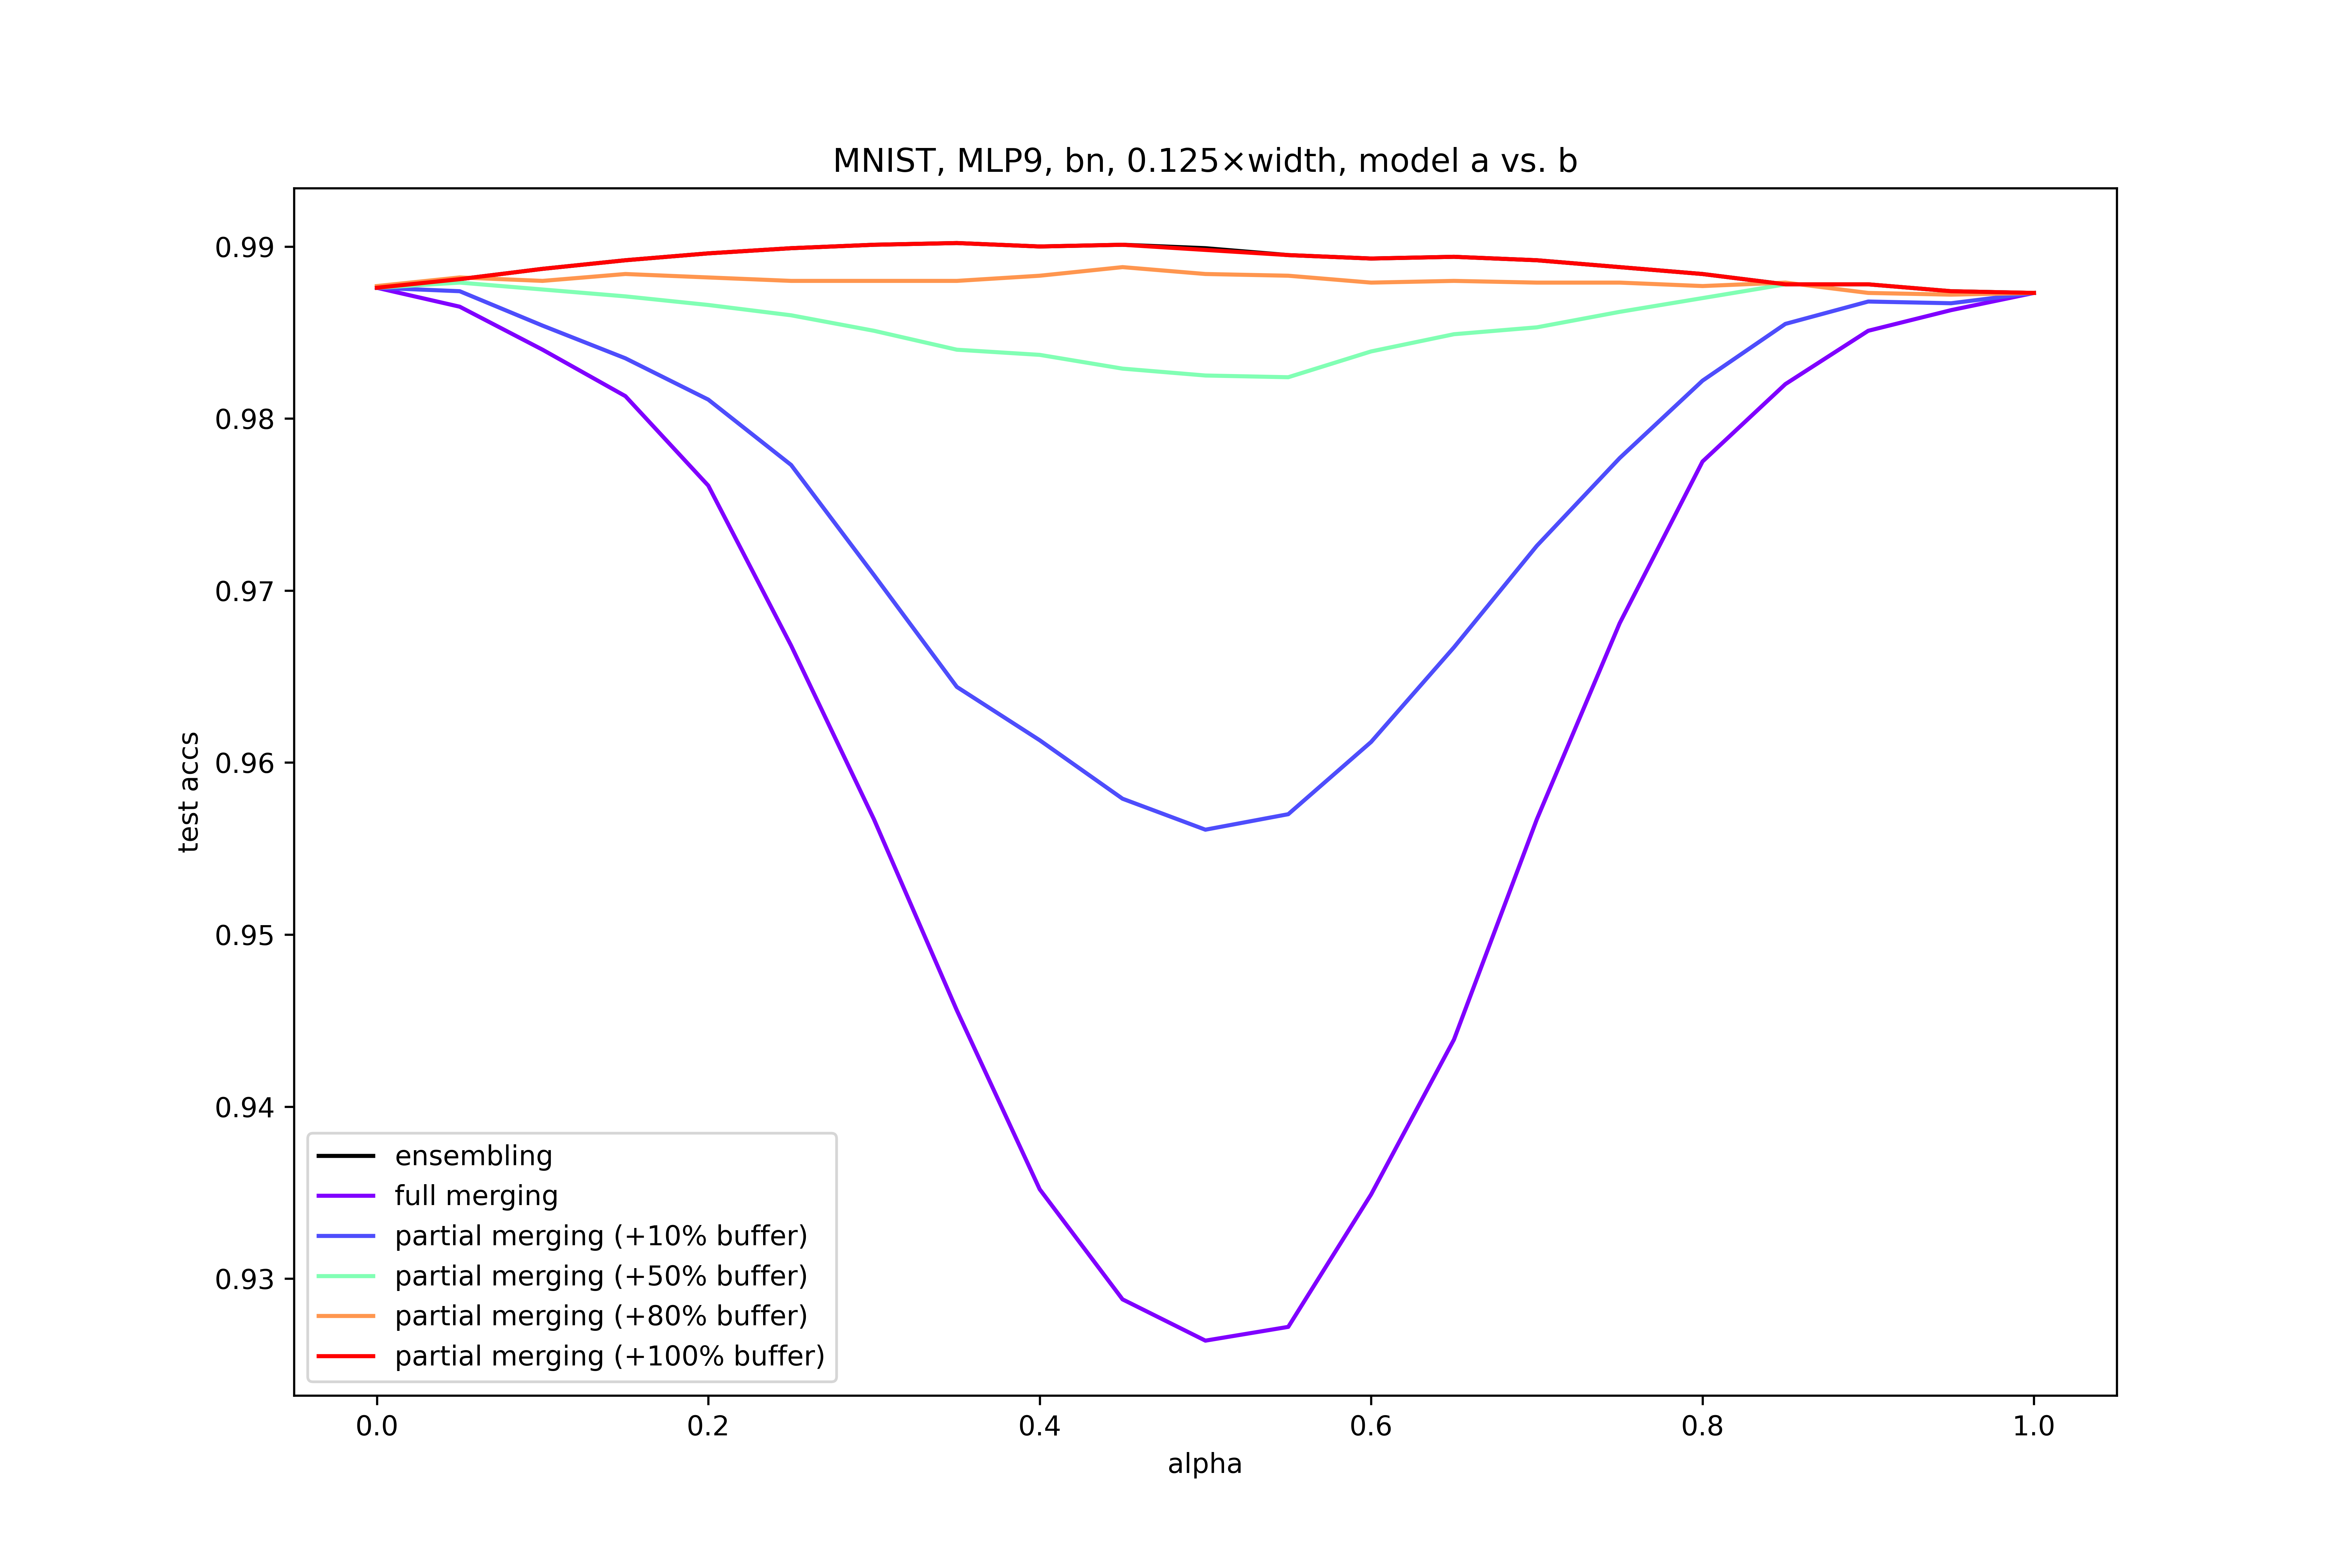 MNIST, MLP9, bn, 0.125×width, model a vs. b
0.99
0.98
0.97
0.96
0.95
0.94
0.93
test accs
ensembling
full merging
partial merging (+10% buffer)
partial merging (+50% buffer)
partial merging (+80% buffer)
partial merging (+100% buffer)
0.0 0.2 0.4 0.6 0.8 1.0
alpha